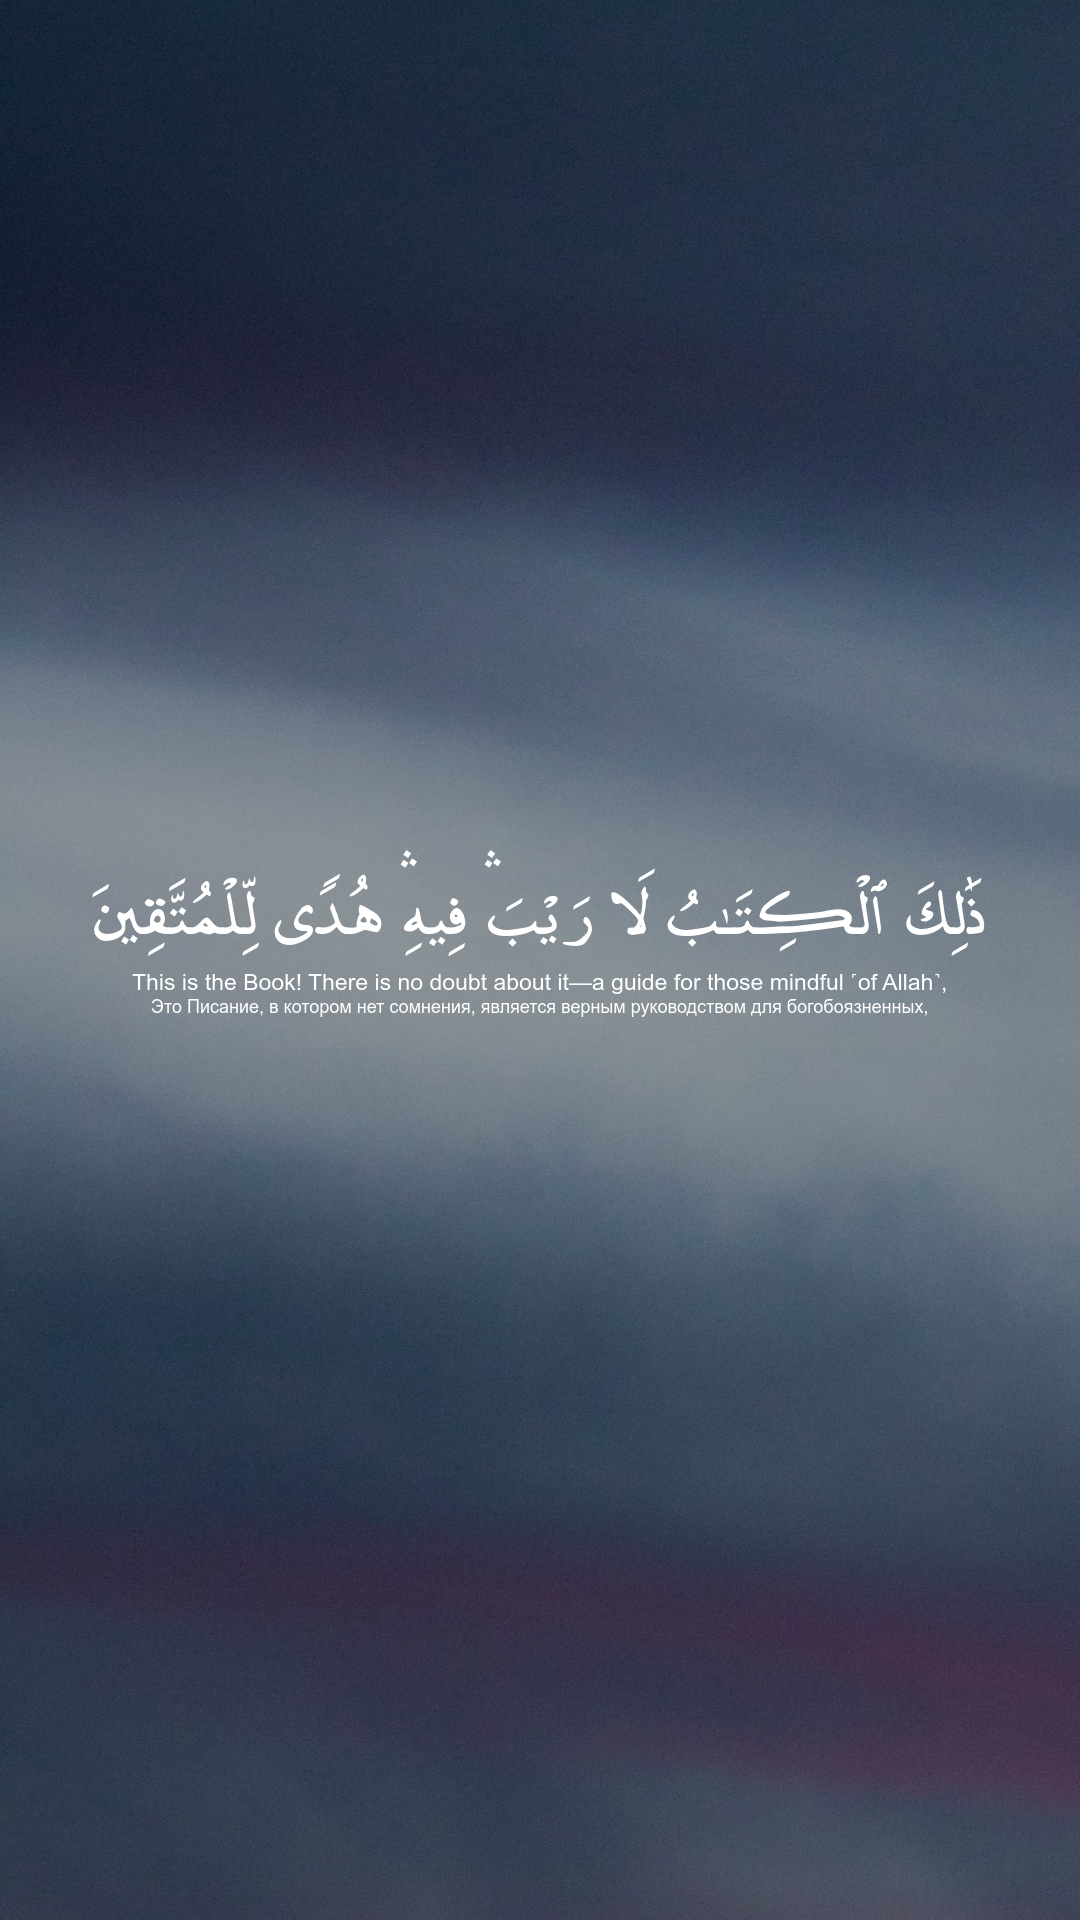 ذَٰلِكَ ٱلْكِتَـٰبُ لَا رَيْبَ ۛ فِيهِ ۛ هُدًى لِّلْمُتَّقِينَ
This is the Book! There is no doubt about it—a guide for those mindful ˹of Allah˺,
Это Писание, в котором нет сомнения, является верным руководством для богобоязненных,